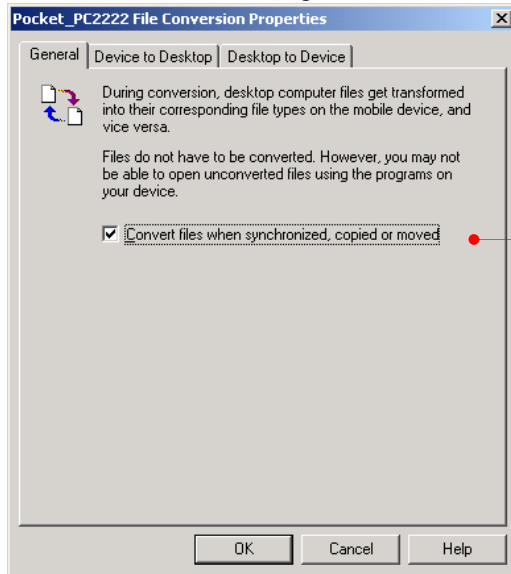 Pocket_PC2222 File Conversion Properties
General Device to Desktop Desktop to Device
During conversion, desktop computer files get transformed
into their corresponding file types on the mobile device, and
vice versa.
Files do not have to be converted. However, you may not
be able to open unconverted files using the programs on
your device.
Convert files when synchronized, copied or moved
OK Cancel Help